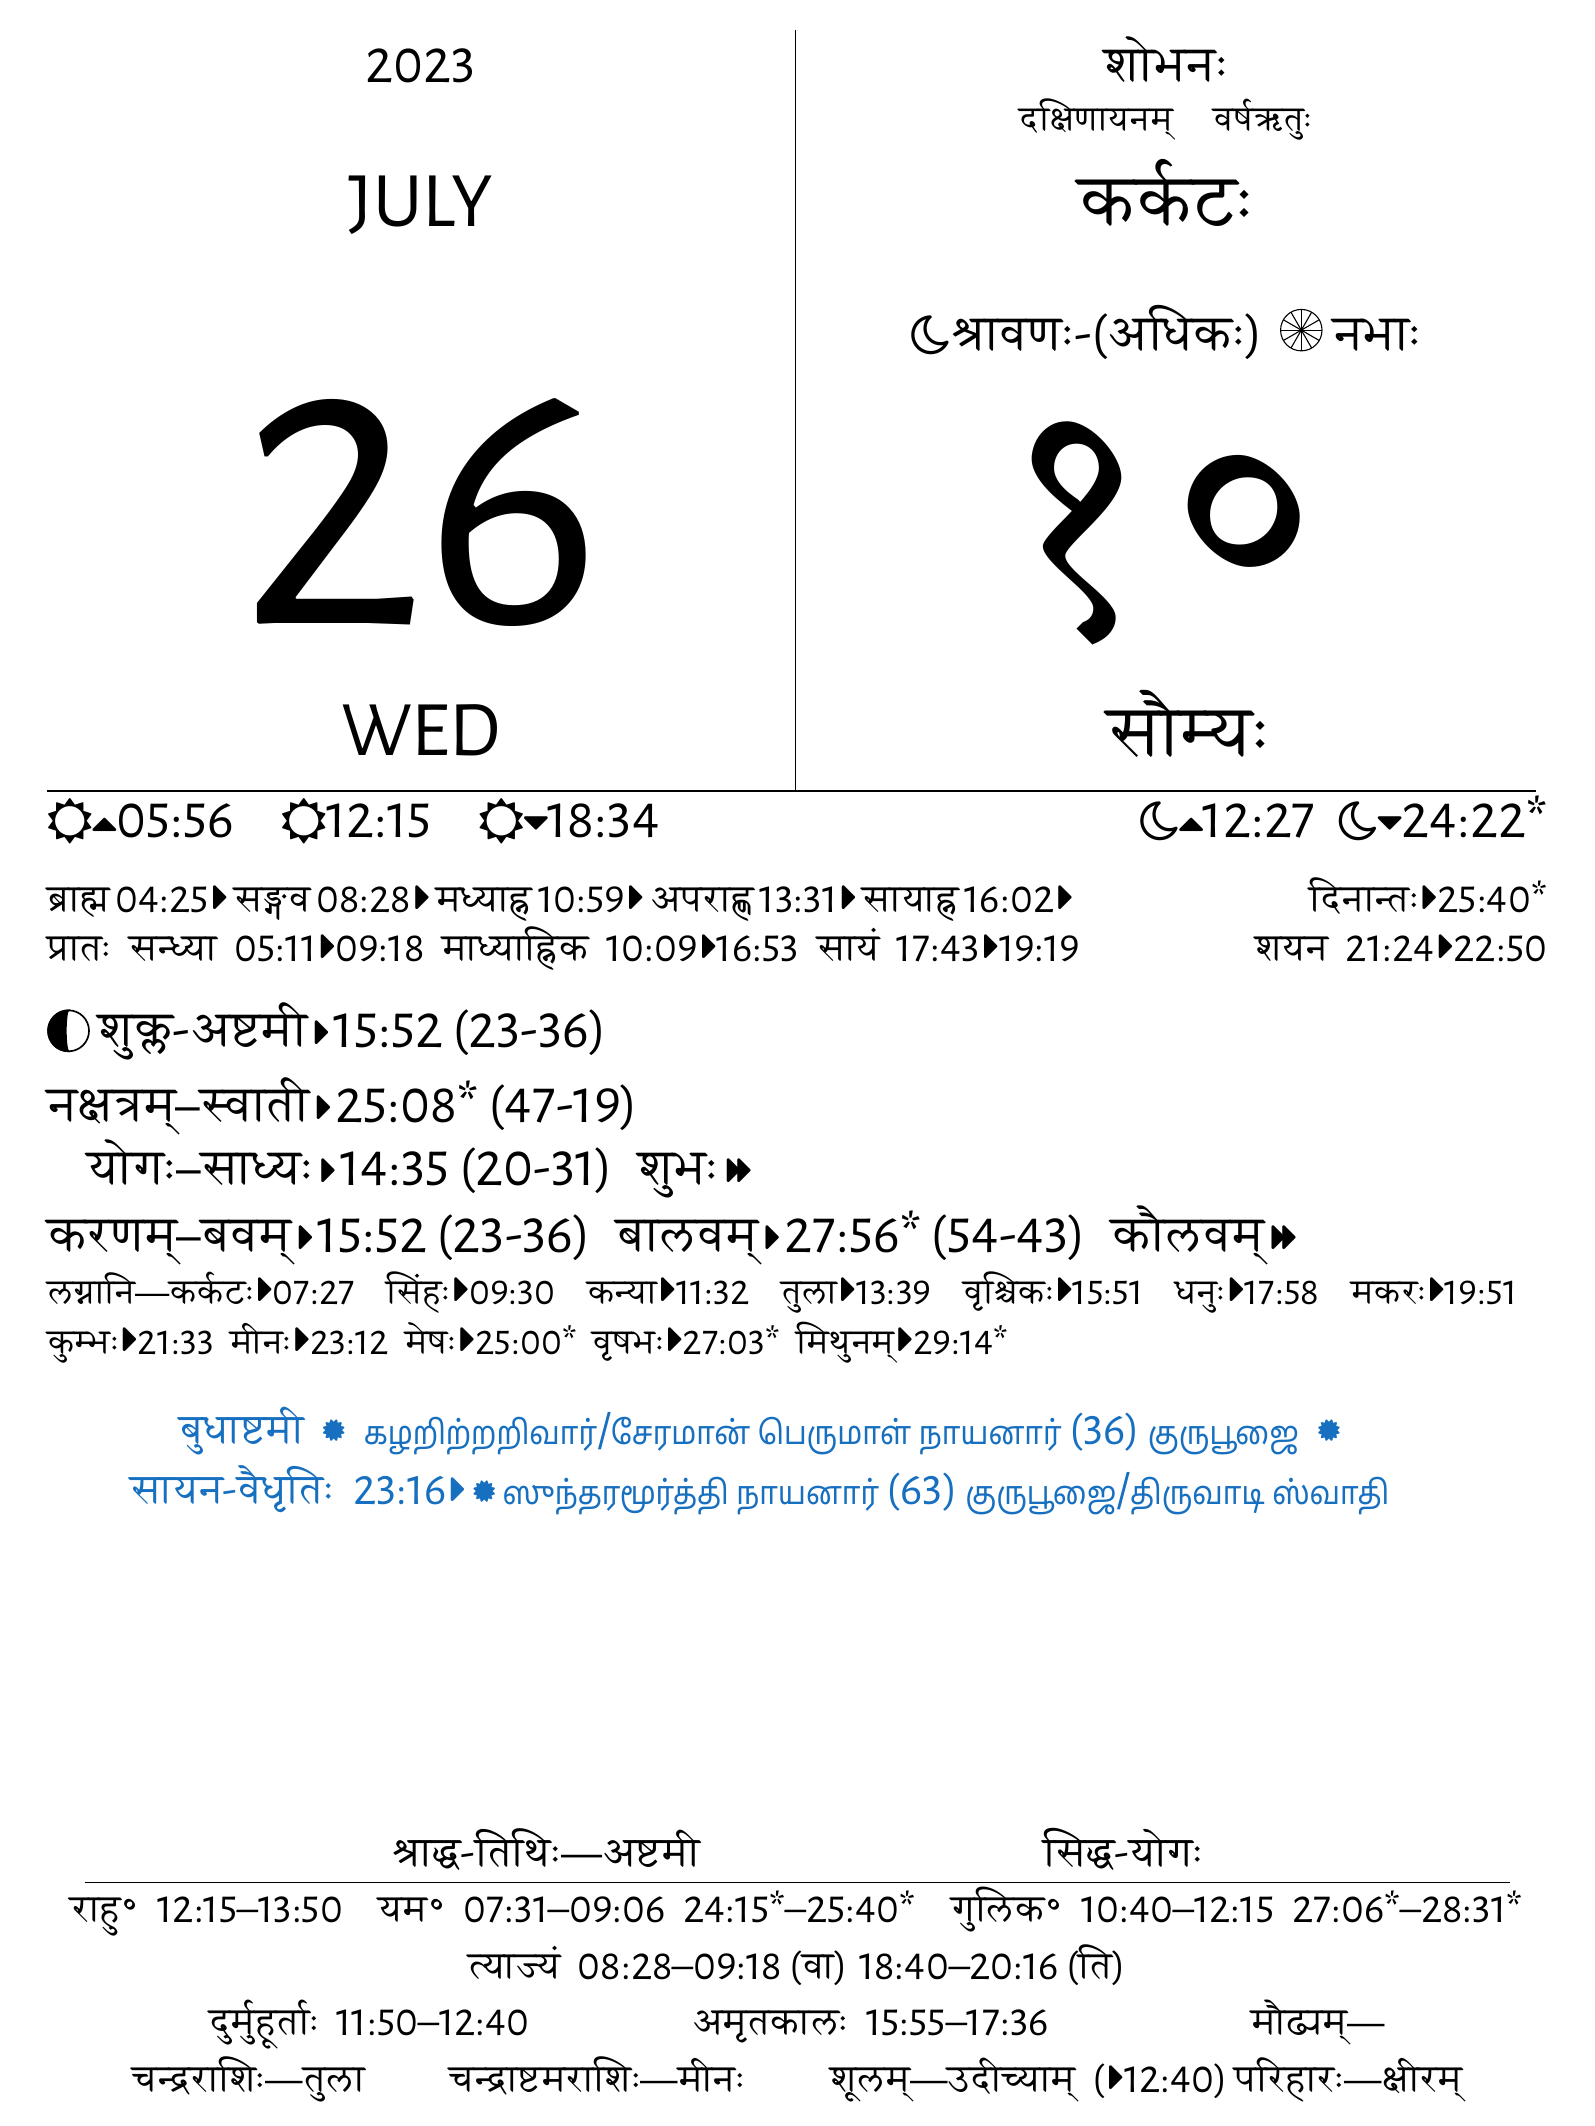 2023
JULY
26
WED
शोभनः
दक्षिणायनम् वर्षऋतुः
कर्कटः
श्रावणः-(अधिकः) नभाः
१०
सौम्यः
05:56 12:15 18:34 12:27 24:22*
ब्राह्म 04:25 सङ्गव 08:28 मध्याह्न 10:59 अपराह्ण 13:31 सायाह्न 16:02 दिनान्तः 25:40*
प्रातः सन्ध्या 05:11 09:18 माध्याह्निक 10:09 16:53 सायं 17:43 19:19 शयन 21:24 22:50
शुक्ल-अष्टमी 15:52 (23-36)
नक्षत्रम्–स्वाती 25:08* (47-19)
योगः–साध्यः 14:35 (20-31) शुभः
करणम्–बवम् 15:52 (23-36) बालवम् 27:56* (54-43) कौलवम्
लग्नानि—कर्कटः 07:27 सिंहः 09:30 कन्या 11:32 तुला 13:39 वृश्चिकः 15:51 धनुः 17:58 मकरः 19:51
कुम्भः 21:33 मीनः 23:12 मेषः 25:00* वृषभः 27:03* मिथुनम् 29:14*
बुधाष्टमी ✹ கழறிற்றறிவார்/சேரமான் பெருமாள் நாயனார் (36) குருபூஜை ✹
सायन-वैधृतिः 23:16 ✹ ஸுந்தரமூர்த்தி நாயனார் (63) குருபூஜை/திருவாடி ஸ்வாதி
श्राद्ध-तिथिः—अष्टमी सिद्ध-योगः
राहु॰ 12:15–13:50 यम॰ 07:31–09:06 24:15*–25:40* गुलिक॰ 10:40–12:15 27:06*–28:31*
त्याज्यं 08:28–09:18 (वा) 18:40–20:16 (ति)
दुर्मुहूर्ताः 11:50–12:40 अमृतकालः 15:55–17:36 मौढ्यम्—
चन्द्रराशिः—तुला चन्द्राष्टमराशिः—मीनः शूलम्—उदीच्याम् (12:40) परिहारः—क्षीरम्